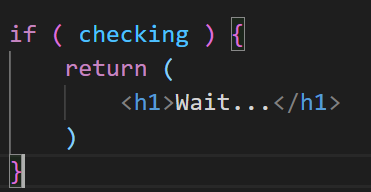 if ( checking ) {
    return (
        <h1>Wait...</h1>
    )
}